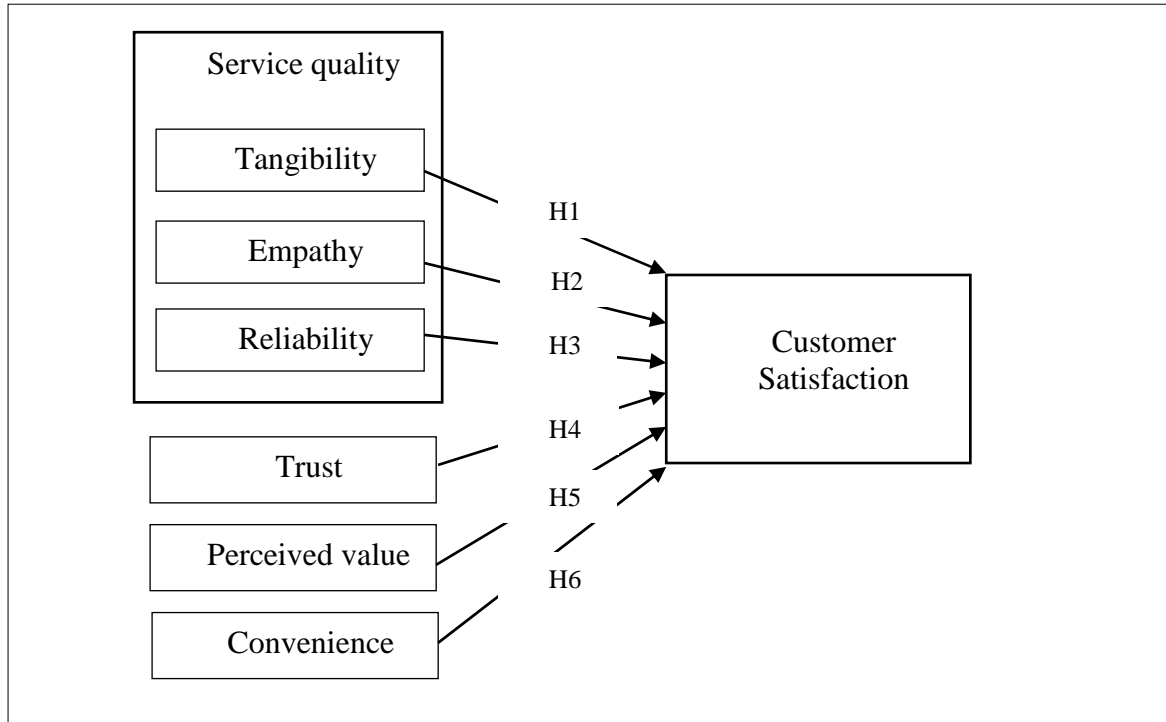 Service quality
Tangibility
H1
Empathy
H2
Reliability
H3
Customer
Satisfaction
H4
Trust
H5
Perceived value
H6
Convenience